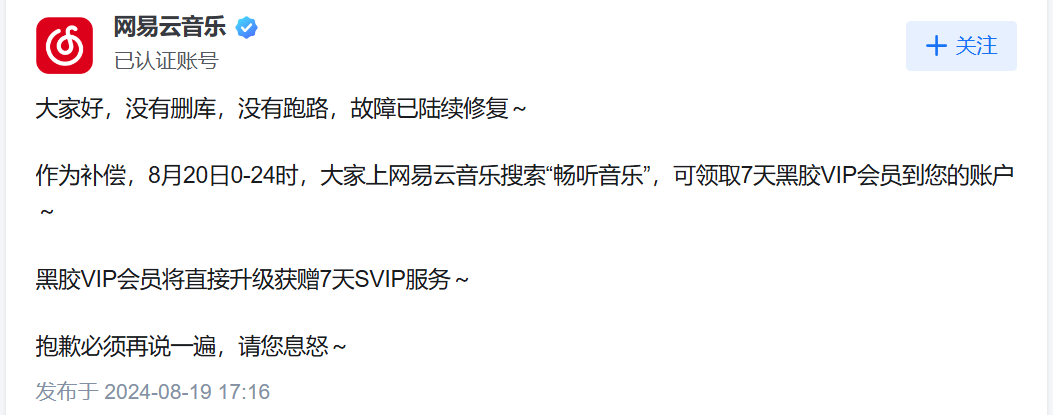 网易云音乐
已认证账号
+ 关注
大家好，没有删库，没有跑路，故障已陆续修复～
作为补偿，8月20日0-24时，大家上网易云音乐搜索“畅听音乐”，可领取7天黑胶VIP会员到您的账户
～
黑胶VIP会员将直接升级获赠7天SVIP服务～
抱歉必须再说一遍，请您息怒～
发布于 2024-08-19 17:16